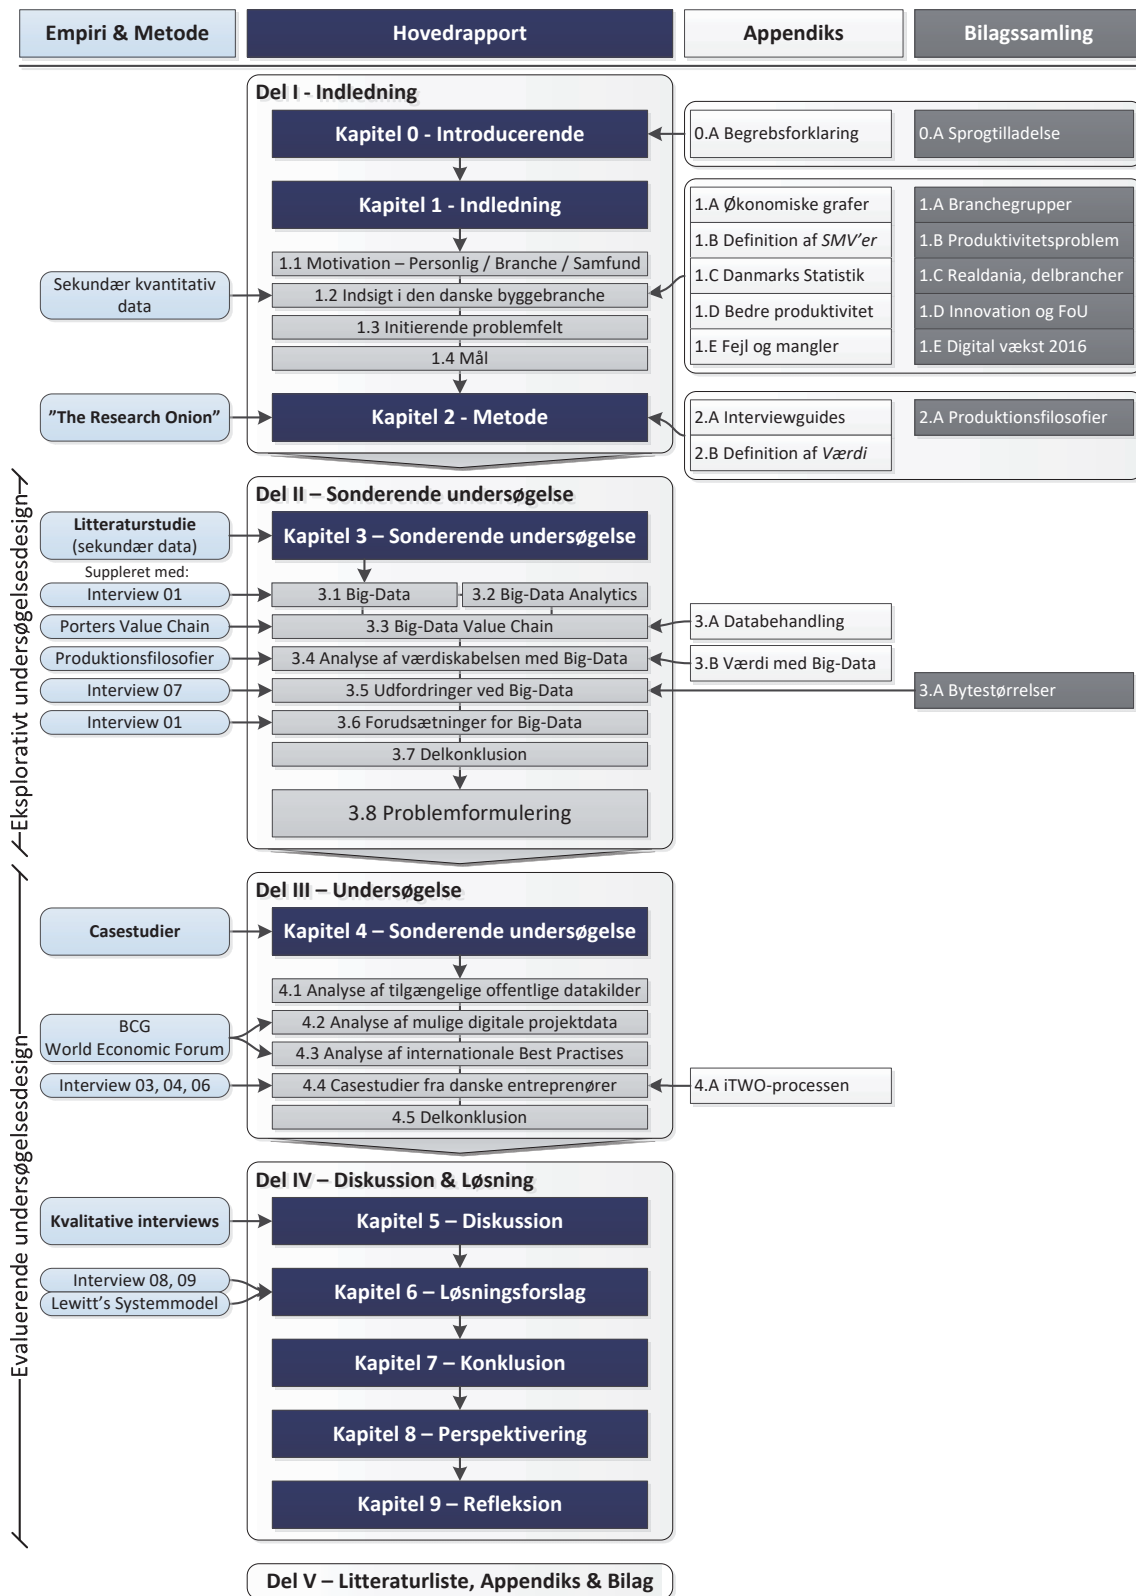 Empiri & Metode
Hovedrapport
Appendiks
Bilagssamling
Del I - Indledning
Kapitel 0 - Introducerende
0.A Begrebsforklaring
0.A Sprogtilladelse
Kapitel 1 - Indledning
1.1 Motivation – Personlig / Branche / Samfund
Sekundær kvantitativ
data
1.2 Indsigt i den danske byggebranche
1.3 Initierende problemfelt
1.4 Mål
1.A Økonomiske grafer
1.B Definition af SMV'er
1.C Danmarks Statistik
1.D Bedre produktivitet
1.E Fejl og mangler
1.A Branchegrupper
1.B Produktivitetsproblem
1.C Realdania, delbrancher
1.D Innovation og FoU
1.E Digital vækst 2016
”The Research Onion”
Kapitel 2 - Metode
2.A Interviewguides
2.B Definition af Værdi
2.A Produktionsfilosofier
Eksplorativt undersøgelsesdesign
Del II – Sonderende undersøgelse
Litteraturstudie
(sekundær data)
Kapitel 3 – Sonderende undersøgelse
Suppleret med:
Interview 01
3.1 Big-Data
3.2 Big-Data Analytics
Porters Value Chain
3.3 Big-Data Value Chain
3.A Databehandling
Produktionsfilosofier
3.4 Analyse af værdiskabelsen med Big-Data
3.B Værdi med Big-Data
Interview 07
3.5 Udfordringer ved Big-Data
3.A Bytestørrelser
Interview 01
3.6 Forudsætninger for Big-Data
3.7 Delkonklusion
3.8 Problemformulering
Evaluerende undersøgelsesdesign
Del III – Undersøgelse
Casestudier
Kapitel 4 – Sonderende undersøgelse
4.1 Analyse af tilgængelige offentlige datakilder
BCG
World Economic Forum
4.2 Analyse af mulige digitale projektdata
4.3 Analyse af internationale Best Practises
Interview 03, 04, 06
4.4 Casestudier fra danske entreprenører
4.A iTWO-processen
4.5 Delkonklusion
Del IV – Diskussion & Løsning
Kvalitative interviews
Kapitel 5 – Diskussion
Interview 08, 09
Lewitt's Systemmodel
Kapitel 6 – Løsningsforslag
Kapitel 7 – Konklusion
Kapitel 8 – Perspektivering
Kapitel 9 – Refleksion
Del V – Litteraturliste, Appendiks & Bilag